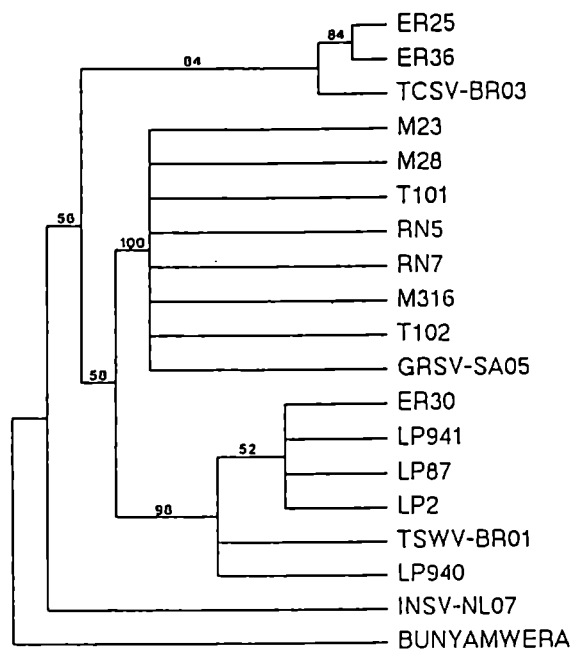 ER25
84
ER36
84
TCSV-BR03
M23
M28
T101
56
RN5
100
RN7
M316
T102
GRSV-SA05
58
ER30
LP941
52
LP87
LP2
98
TSWV-BR01
LP940
INSV-NL07
BUNYAMWERA